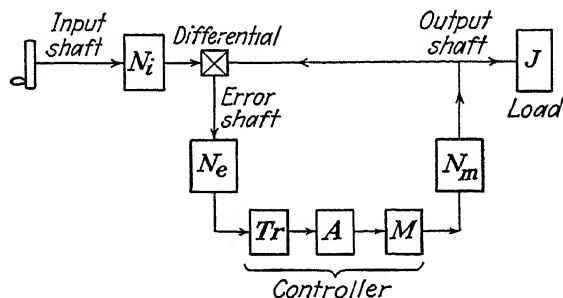 Input
shaft
N_i
Differential
Output
shaft
J
Load
Error
shaft
N_e
N_m
Tr
A
M
Controller